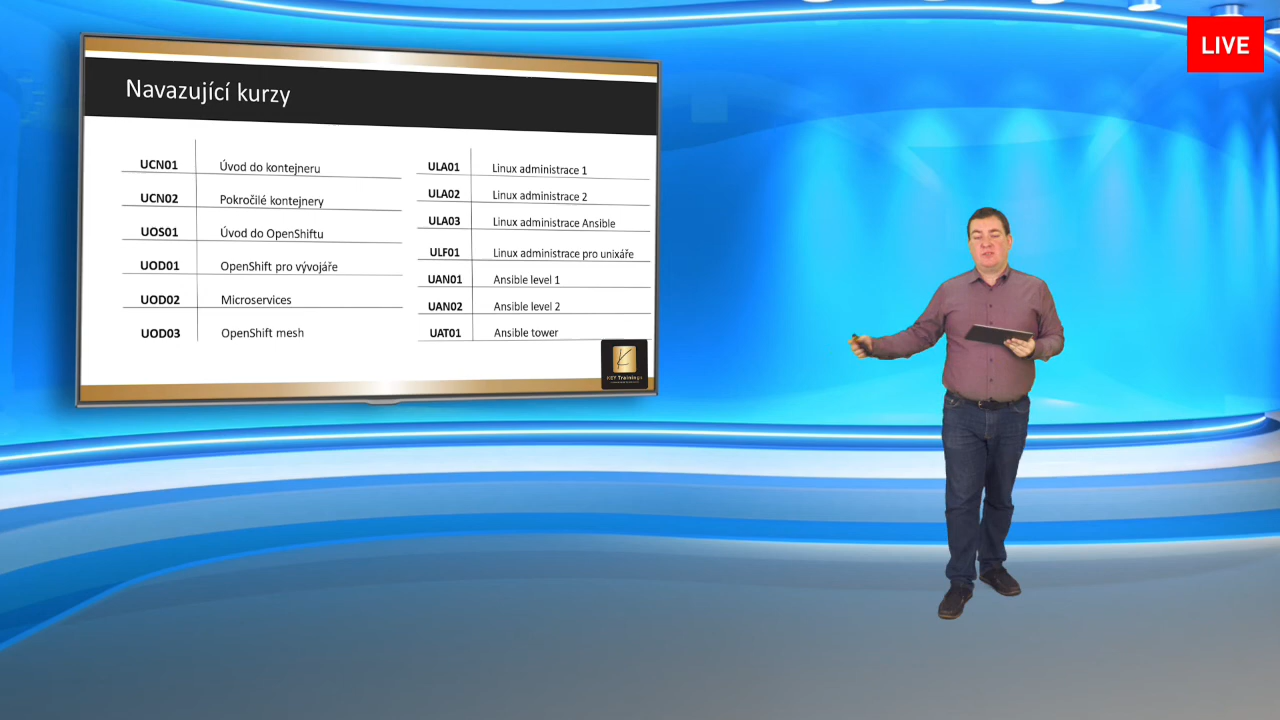 LIVE
Navazující kurzy
UCN01 Úvod do kontejneru
UCN02 Pokročilé kontejnery
UOS01 Úvod do OpenShiftu
UOD01 OpenShift pro vývojáře
UOD02 Microservices
UOD03 OpenShift mesh
ULA01 Linux administrace 1
ULA02 Linux administrace 2
ULA03 Linux administrace Ansible
ULF01 Linux administrace pro unixáře
UAN01 Ansible level 1
UAN02 Ansible level 2
UAT01 Ansible tower
KEY Trainings